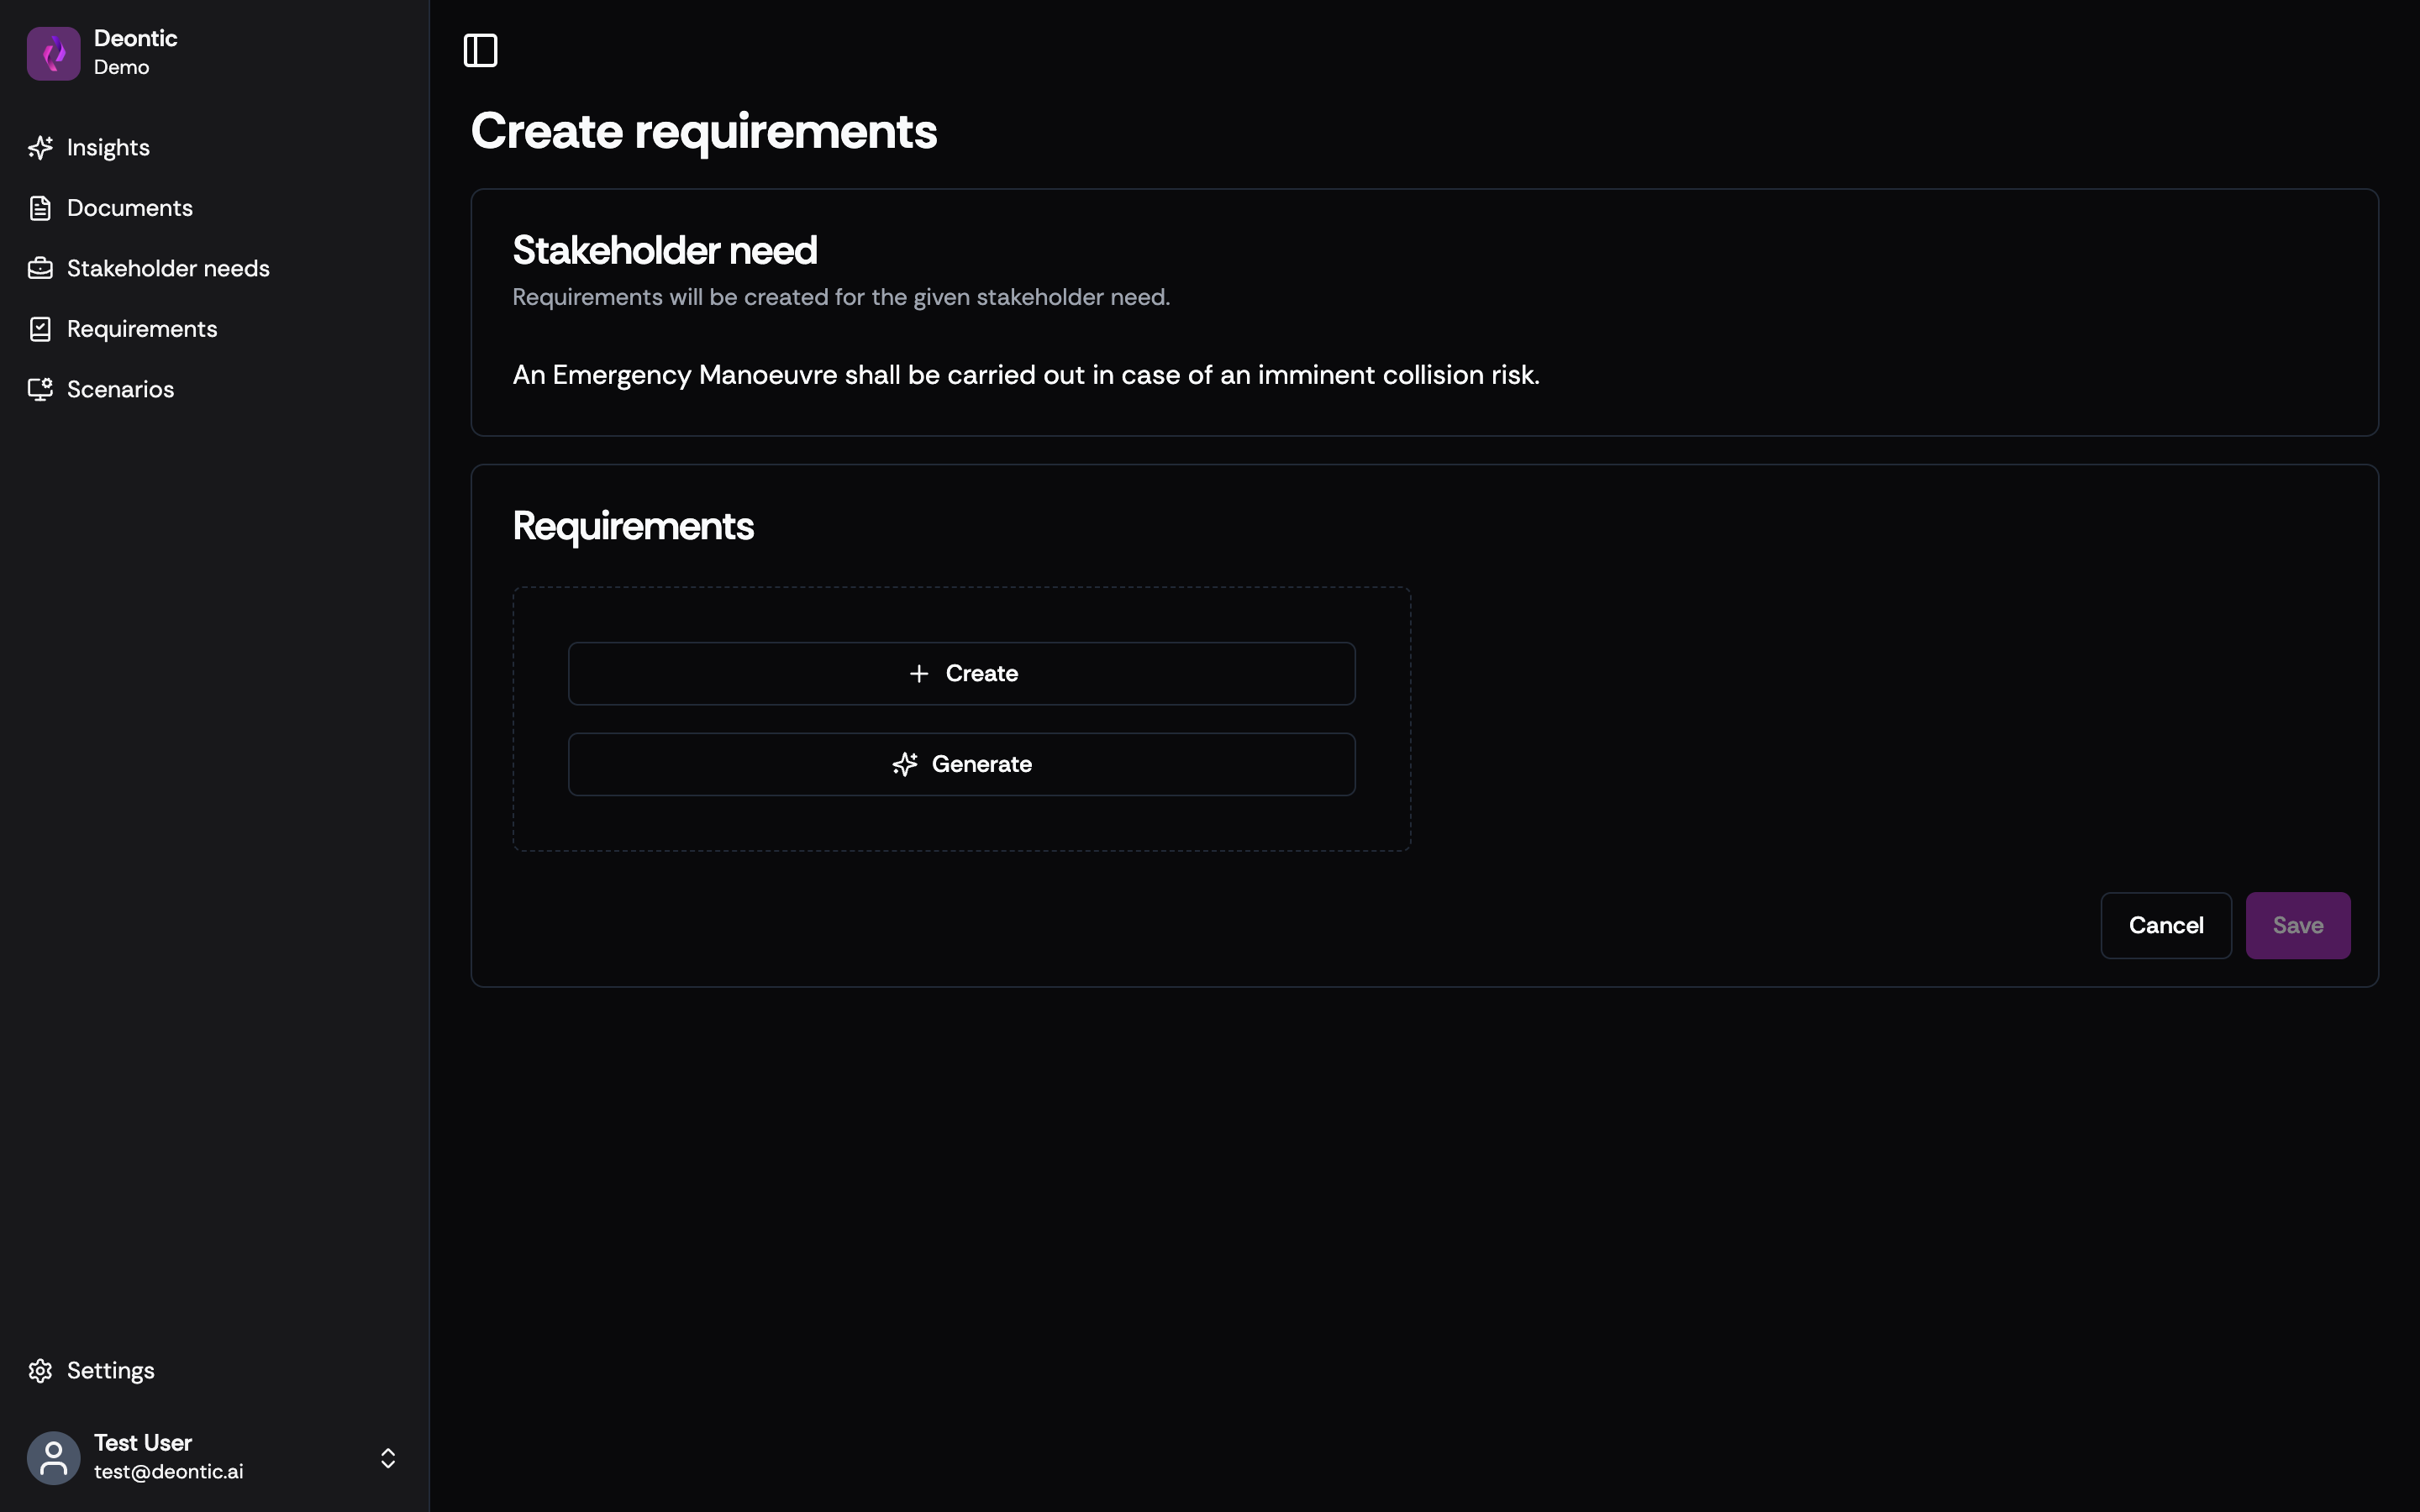 Deontic
Demo
Insights
Documents
Stakeholder needs
Requirements
Scenarios
Settings
Test User
test@deontic.ai
Create requirements
Stakeholder need
Requirements will be created for the given stakeholder need.
An Emergency Manoeuvre shall be carried out in case of an imminent collision risk.
Requirements
Create
Generate
Cancel
Save